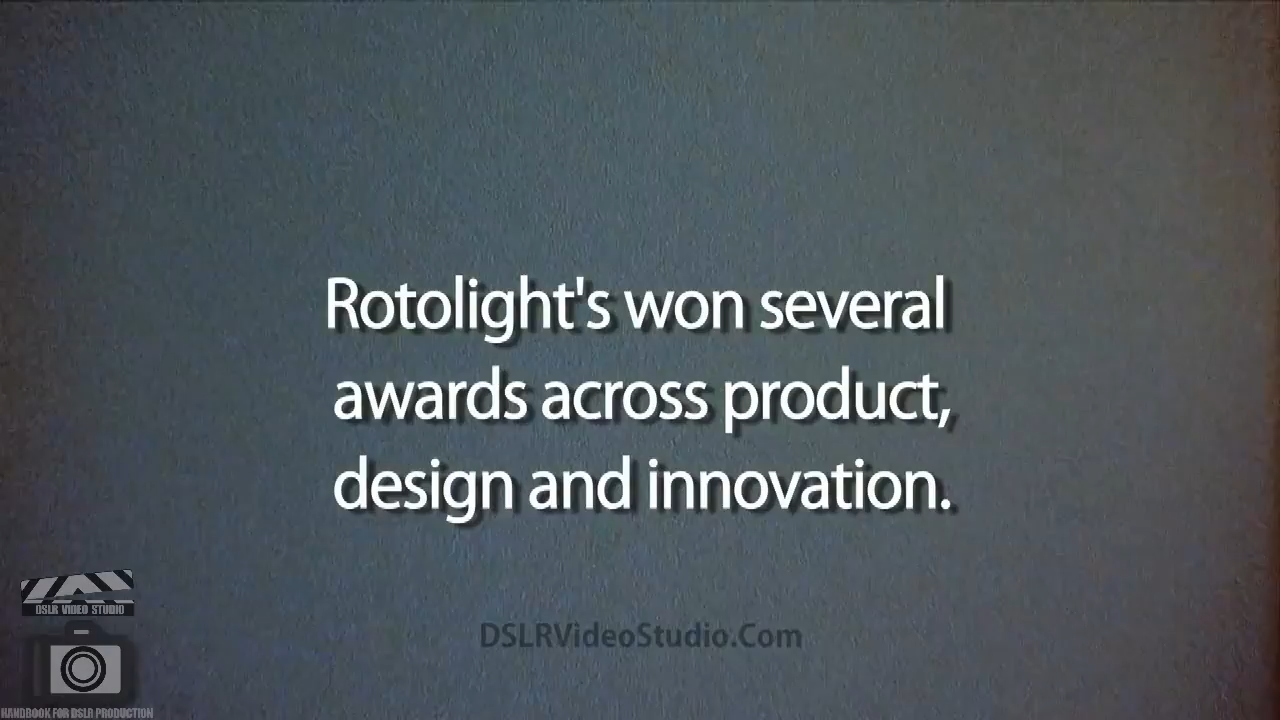 Rotolight's won several
awards across product,
design and innovation.
DSLR VIDEO STUDIO
DSLRVideoStudio.Com
HANDBOOK FOR DSLR PRODUCTION